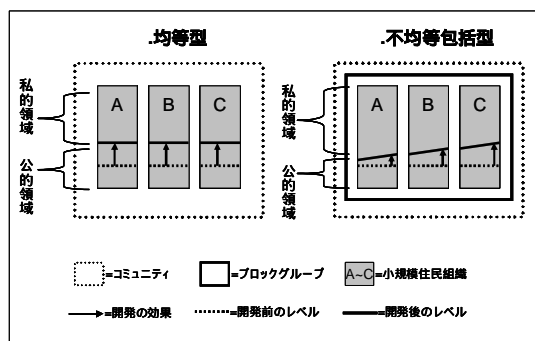 .均等型
.不均等包括型
私的領域
公的領域
A
B
C
私的領域
公的領域
A
B
C
=コミュニティ
=ブロックグループ
A~C
=小規模住民組織
=開発の効果
=開発前のレベル
=開発後のレベル